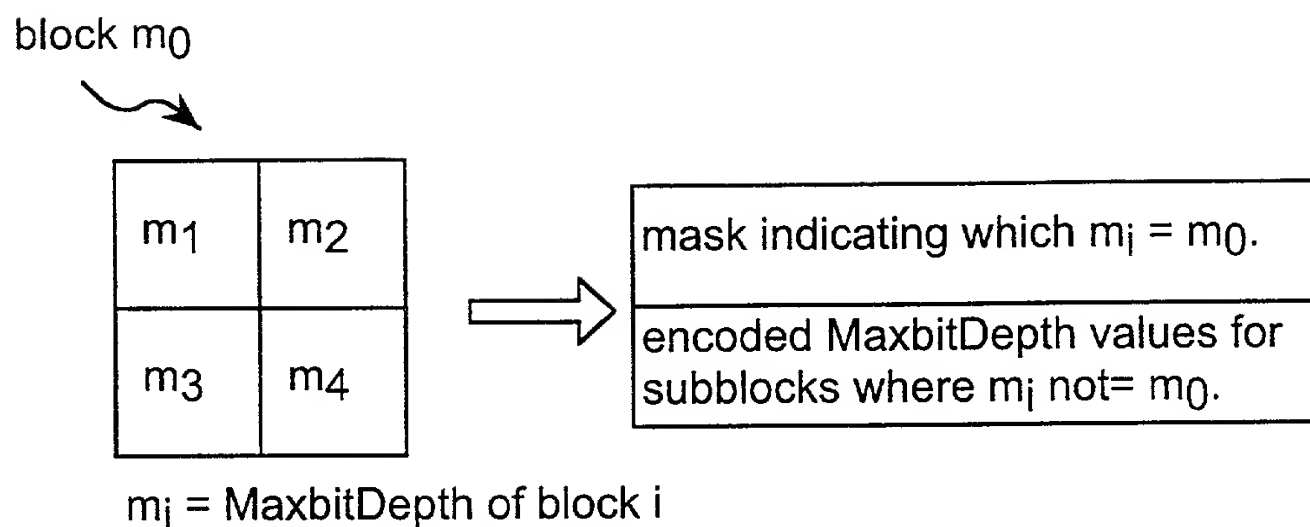 block m0
m1 m2
m3 m4
mask indicating which mi = m0.
encoded MaxbitDepth values for
subblocks where mi not= m0.
mi = MaxbitDepth of block i